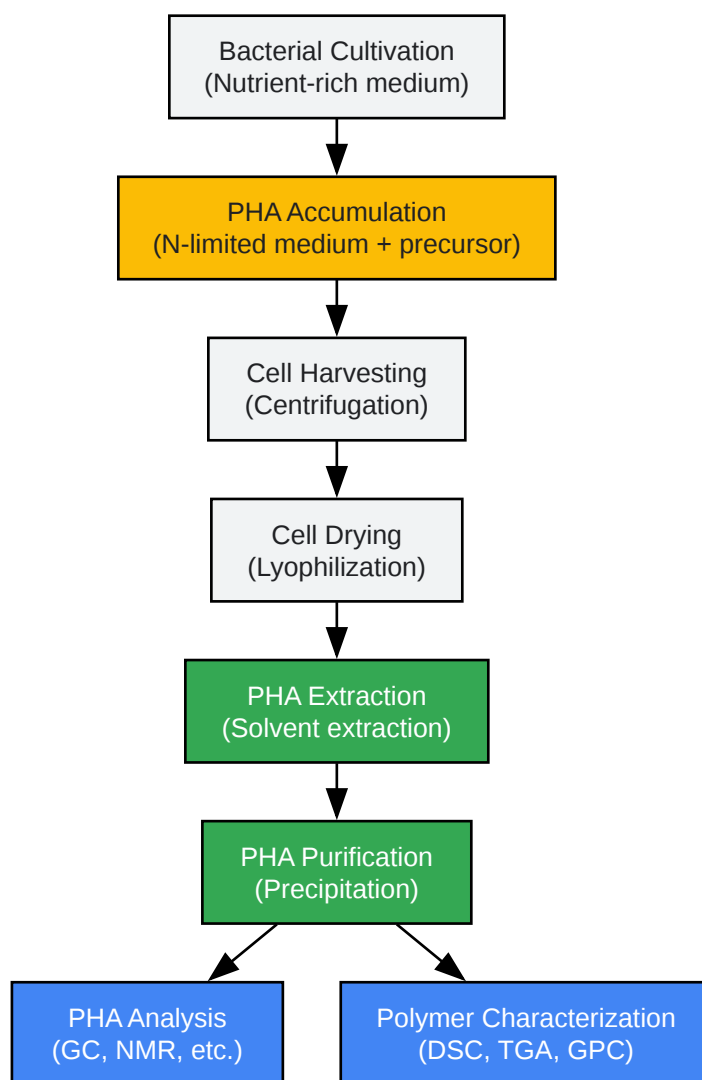 Bacterial Cultivation
(Nutrient-rich medium)
PHA Accumulation
(N-limited medium + precursor)
Cell Harvesting
(Centrifugation)
Cell Drying
(Lyophilization)
PHA Extraction
(Solvent extraction)
PHA Purification
(Precipitation)
PHA Analysis
(GC, NMR, etc.)
Polymer Characterization
(DSC, TGA, GPC)